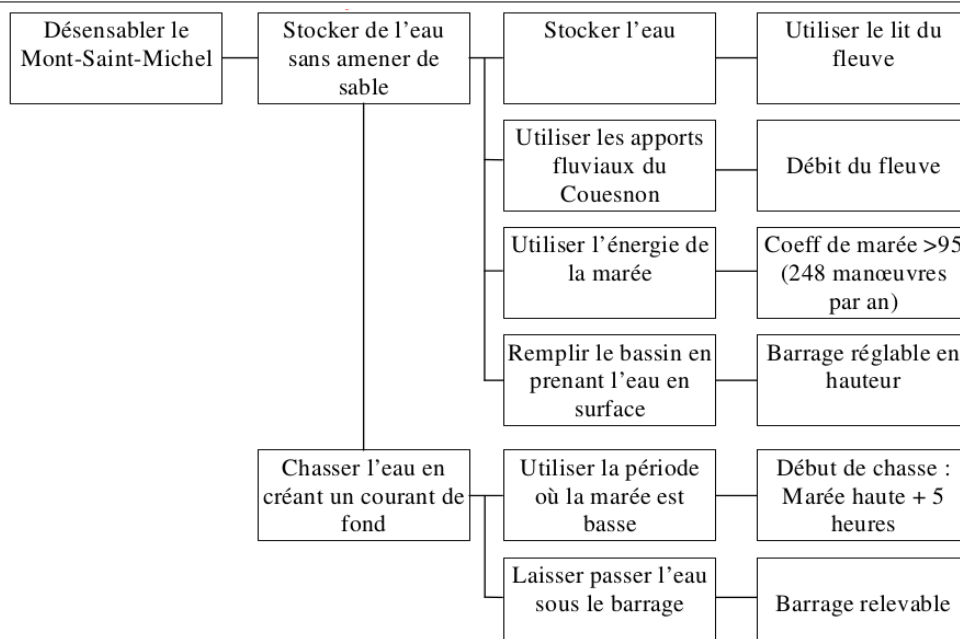 Désensabler le
Mont-Saint-Michel
Stocker de l'eau
sans amener de
sable
Stocker l'eau
Utiliser le lit du
fleuve
Utiliser les apports
fluviaux du
Couesnon
Débit du fleuve
Utiliser l'énergie de
la marée
Coeff de marée >95
(248 manœuvres
par an)
Remplir le bassin en
prenant l'eau en
surface
Barrage réglable en
hauteur
Chasser l'eau en
créant un courant de
fond
Utiliser la période
où la marée est
basse
Début de chasse :
Marée haute + 5
heures
Laisser passer l'eau
sous le barrage
Barrage relevable